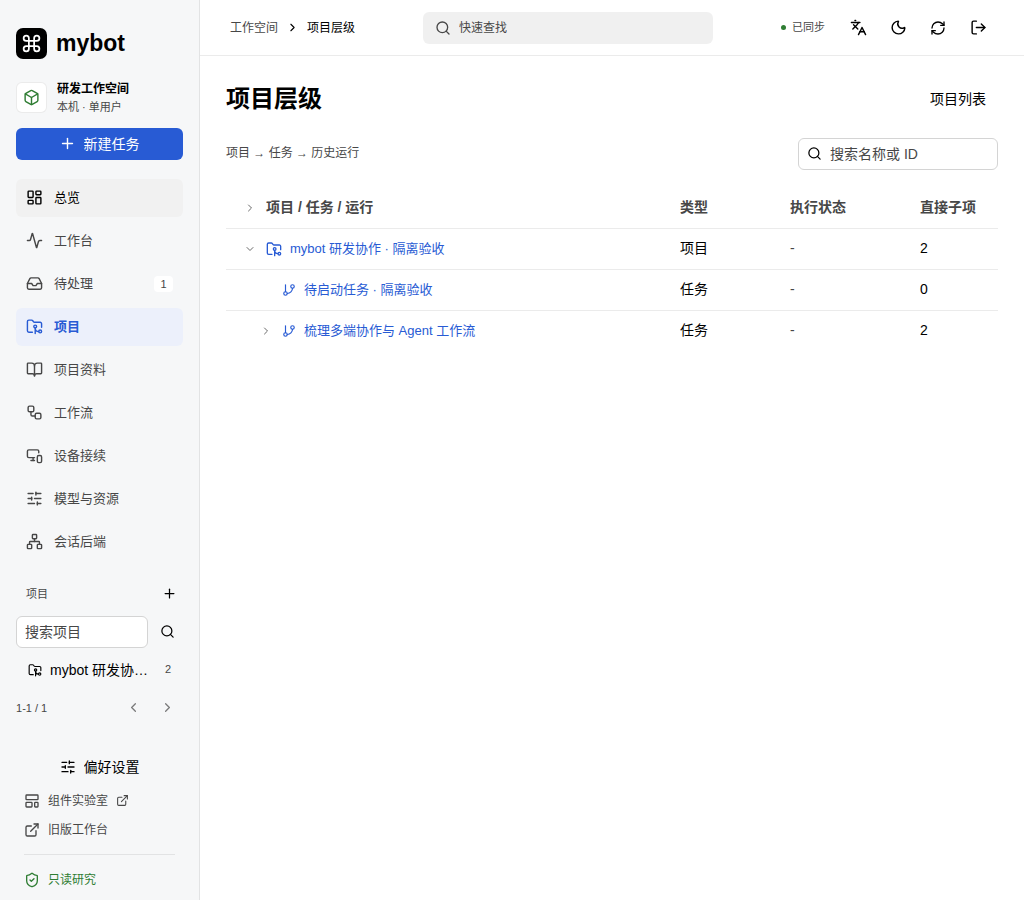 mybot
研发工作空间
本机 · 单用户
新建任务
总览
工作台
待处理 1
项目
项目资料
工作流
设备接续
模型与资源
会话后端
项目
搜索项目
mybot 研发协… 2
1-1 / 1
偏好设置
组件实验室
旧版工作台
只读研究
工作空间 > 项目层级
快速查找
已同步
项目层级
项目列表
项目 → 任务 → 历史运行
搜索名称或 ID
项目 / 任务 / 运行 类型 执行状态 直接子项
mybot 研发协作 · 隔离验收 项目 - 2
待启动任务 · 隔离验收 任务 - 0
梳理多端协作与 Agent 工作流 任务 - 2